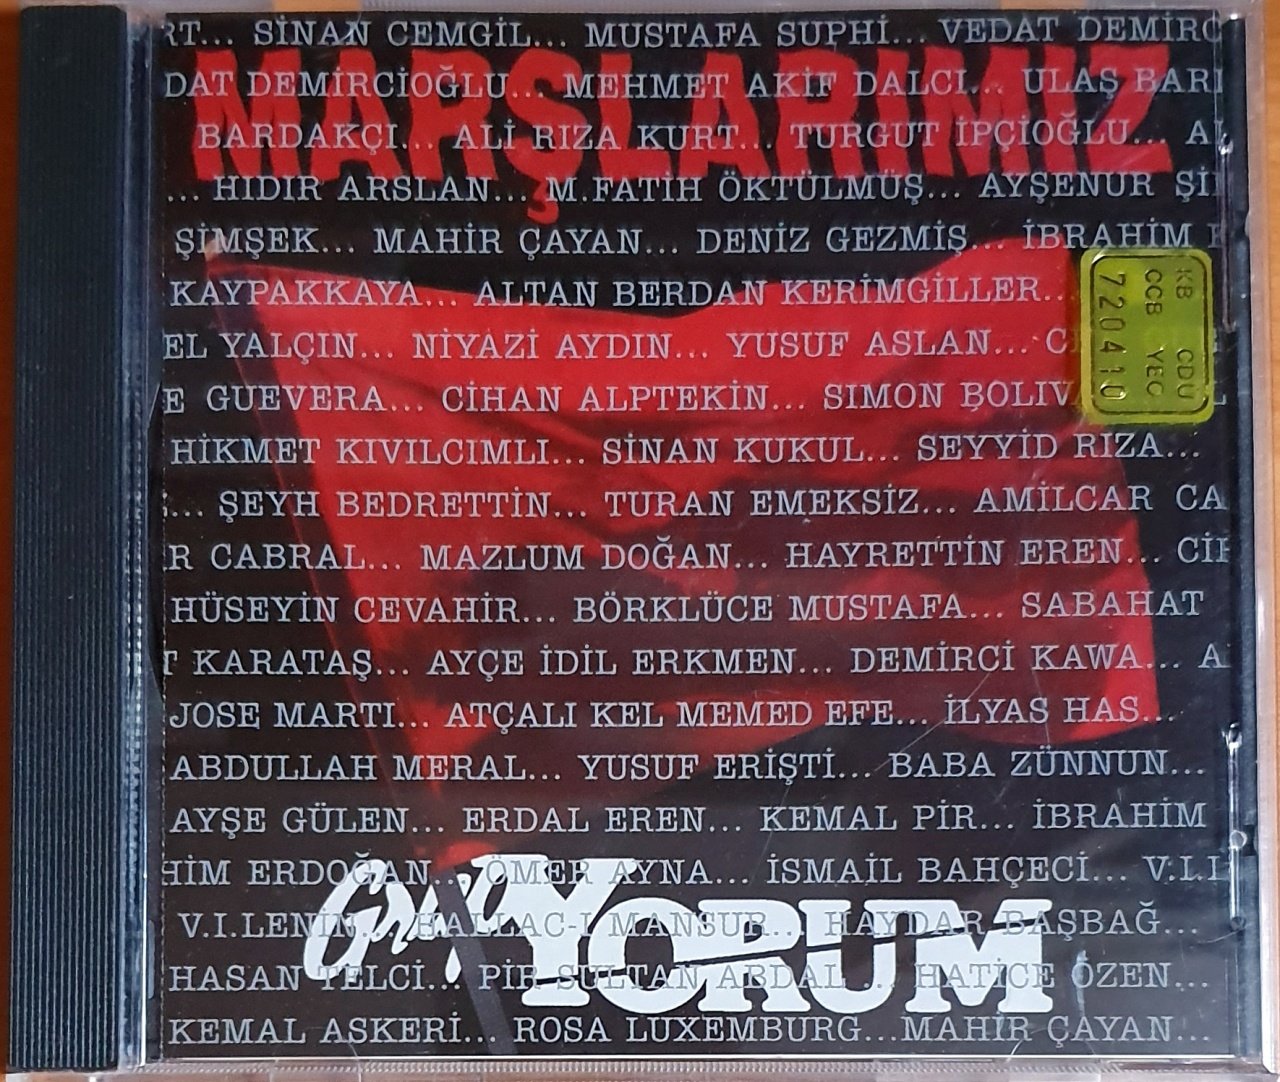 RT... SİNAN CEMGİL... MUSTAFA SUPHİ... VEDAT DEMİRC
MARŞLARIMIZ
DAT DEMİRCİOĞLU... MEHMET AKİF DALCI... ULAŞ BAR
BARDAKÇI... ALİ RIZA KURT... TURGUT İPÇİOĞLU... AL
... HIDIR ARSLAN... M.FATİH ÖKTÜLMÜŞ... AYŞENUR Şİ
ŞİMŞEK... MAHİR ÇAYAN... DENİZ GEZMİŞ... İBRAHİM
KAYPAKKAYA... ALTAN BERDAN KERİMGİLLER...
EL YALÇIN... NİYAZİ AYDIN... YUSUF ASLAN... C
E GUEVERA... CİHAN ALPTEKİN... SIMON BOLIV
KB CDU
CCB YEC
720410
HİKMET KIVILCIMLI... SİNAN KUKUL... SEYYİD RIZA...
... ŞEYH BEDRETTİN... TURAN EMEKSİZ... AMİLCAR CA
R CABRAL... MAZLUM DOĞAN... HAYRETTİN EREN... Cİ
HÜSEYİN CEVAHİR... BÖRKLÜCE MUSTAFA... SABAHAT
T KARATAŞ... AYÇE İDİL ERKMEN... DEMİRCİ KAWA... A
JOSE MARTI... ATÇALI KEL MEMED EFE... İLYAS HAS...
ABDULLAH MERAL... YUSUF ERİŞTİ... BABA ZÜNNUN...
AYŞE GÜLEN... ERDAL EREN... KEMAL PİR... İBRAHİM
HİM ERDOĞAN... ÖMER AYNA... İSMAİL BAHÇECİ... V.I.L
V.I.LENİN... HALLAC-I MANSUR... HAYDAR BAŞBAĞ...
Grup YORUM
HASAN TELCİ... PİR SULTAN ABDAL ... HATİCE ÖZEN...
KEMAL ASKERİ... ROSA LUXEMBURG...MAHİR ÇAYAN...